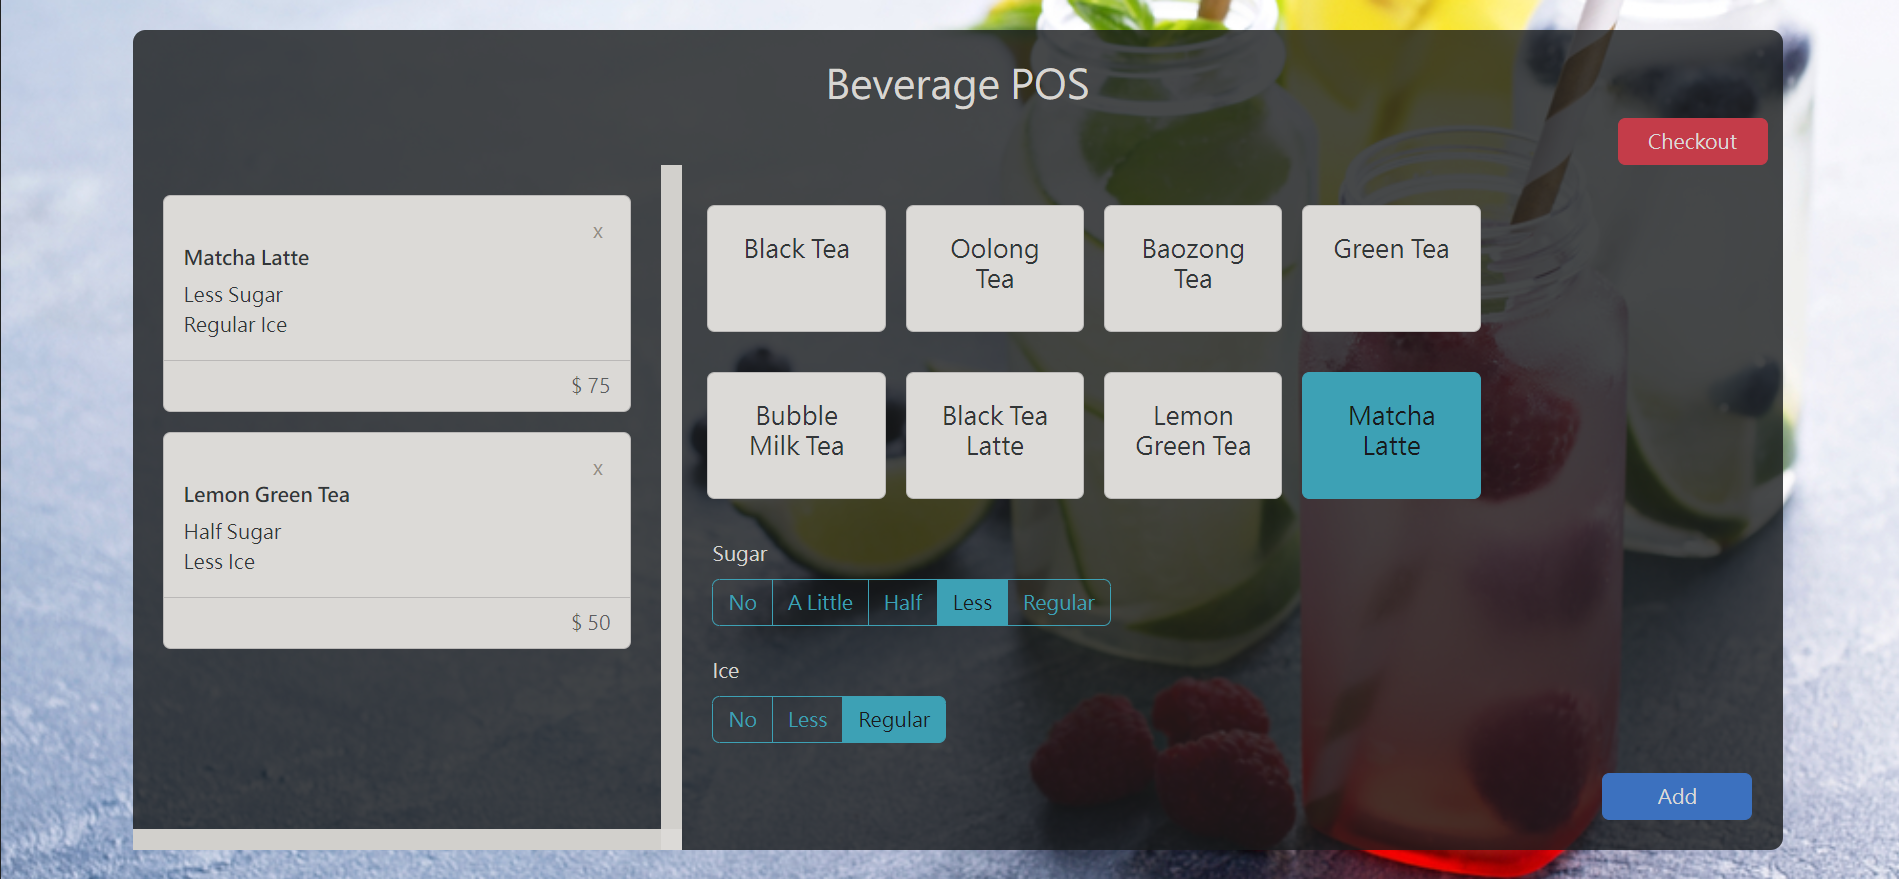 Beverage POS
Checkout
x
Matcha Latte
Less Sugar
Regular Ice
$ 75
x
Lemon Green Tea
Half Sugar
Less Ice
$ 50
Black Tea
Oolong
Tea
Baozong
Tea
Green Tea
Bubble
Milk Tea
Black Tea
Latte
Lemon
Green Tea
Matcha
Latte
Sugar
No A Little Half Less Regular
Ice
No Less Regular
Add